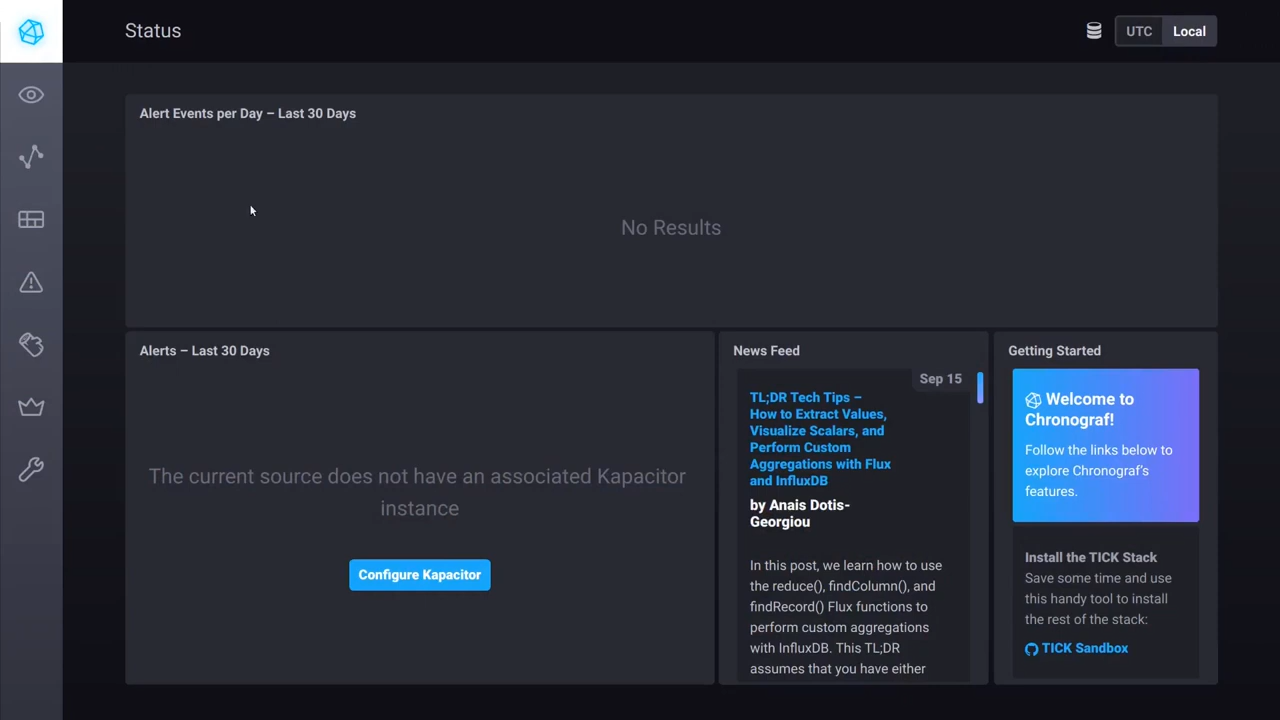 Status
UTC
Local
Alert Events per Day – Last 30 Days
No Results
Alerts – Last 30 Days
The current source does not have an associated Kapacitor
instance
Configure Kapacitor
News Feed
Sep 15
TL;DR Tech Tips –
How to Extract Values,
Visualize Scalars, and
Perform Custom
Aggregations with Flux
and InfluxDB
by Anais Dotis-
Georgiou
In this post, we learn how to use
the reduce(), findColumn(), and
findRecord() Flux functions to
perform custom aggregations
with InfluxDB. This TL;DR
assumes that you have either
Getting Started
Welcome to
Chronograf!
Follow the links below to
explore Chronograf's
features.
Install the TICK Stack
Save some time and use
this handy tool to install
the rest of the stack:
TICK Sandbox